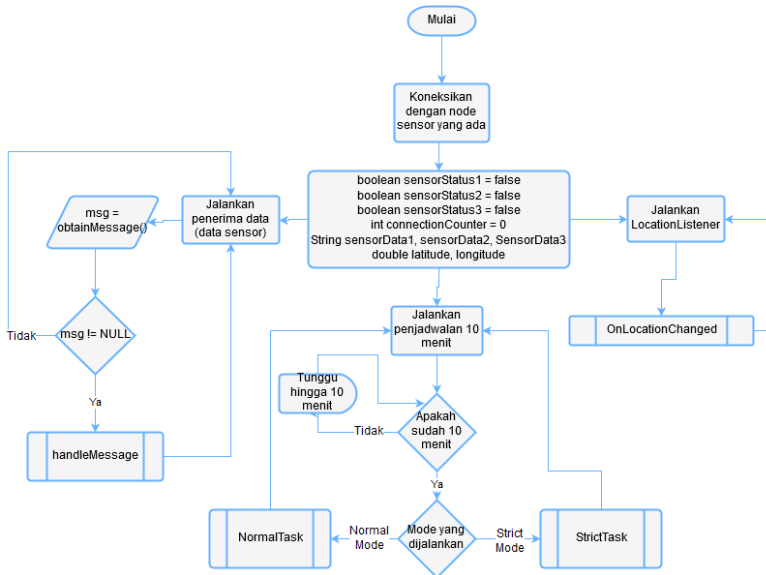 Mulai
Koneksikan
dengan node
sensor yang ada
boolean sensorStatus1 = false
boolean sensorStatus2 = false
boolean sensorStatus3 = false
int connectionCounter = 0
String sensorData1, sensorData2, SensorData3
double latitude, longitude
Jalankan
penerima data
(data sensor)
msg =
obtainMessage()
msg != NULL
Tidak
Ya
handleMessage
Jalankan
LocationListener
OnLocationChanged
Jalankan
penjadwalan 10
menit
Tunggu
hingga 10
menit
Apakah
sudah 10
menit
Tidak
Ya
Mode yang
dijalankan
Normal
Mode
NormalTask
Strict
Mode
StrictTask